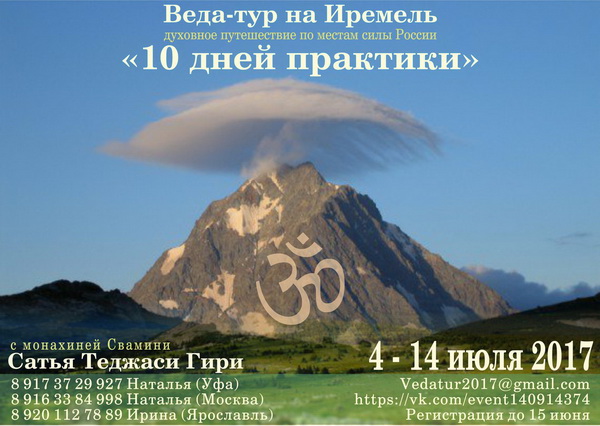 Веда-тур на Иремель
духовное путешествие по местам силы России
«10 дней практики»
ॐ
с монахиней Свамини
Сатья Теджаси Гири
8 917 37 29 927 Наталья (Уфа)
8 916 33 84 998 Наталья (Москва)
8 920 112 78 89 Ирина (Ярославль)
4 - 14 июля 2017
Vedatur2017@gmail.com
https://vk.com/event140914374
Регистрация до 15 июня